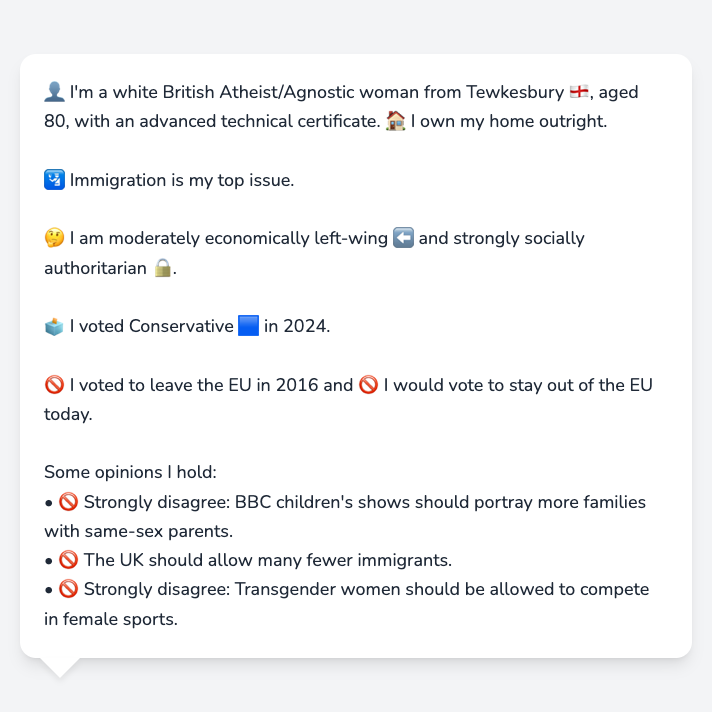 👤 I'm a white British Atheist/Agnostic woman from Tewkesbury 🏴󠁧󠁢󠁥󠁮󠁧󠁿, aged
80, with an advanced technical certificate. 🏠 I own my home outright.
🛂 Immigration is my top issue.
🤔 I am moderately economically left-wing ⬅️ and strongly socially
authoritarian 🔒.
🗳️ I voted Conservative 🟦 in 2024.
🚫 I voted to leave the EU in 2016 and 🚫 I would vote to stay out of the EU
today.
Some opinions I hold:
• 🚫 Strongly disagree: BBC children's shows should portray more families
with same-sex parents.
• 🚫 The UK should allow many fewer immigrants.
• 🚫 Strongly disagree: Transgender women should be allowed to compete
in female sports.